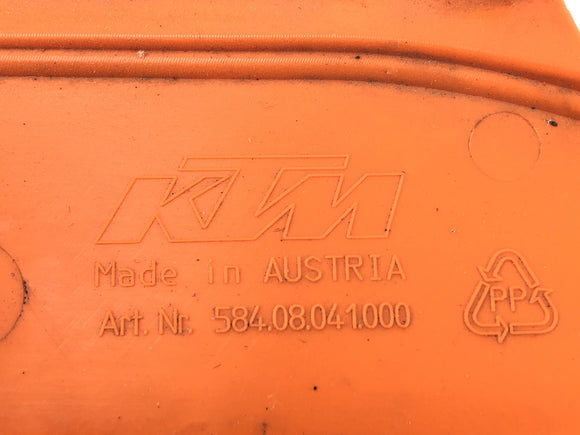 KTM
Made in AUSTRIA
Art. Nr. 584.08.041.000
PP